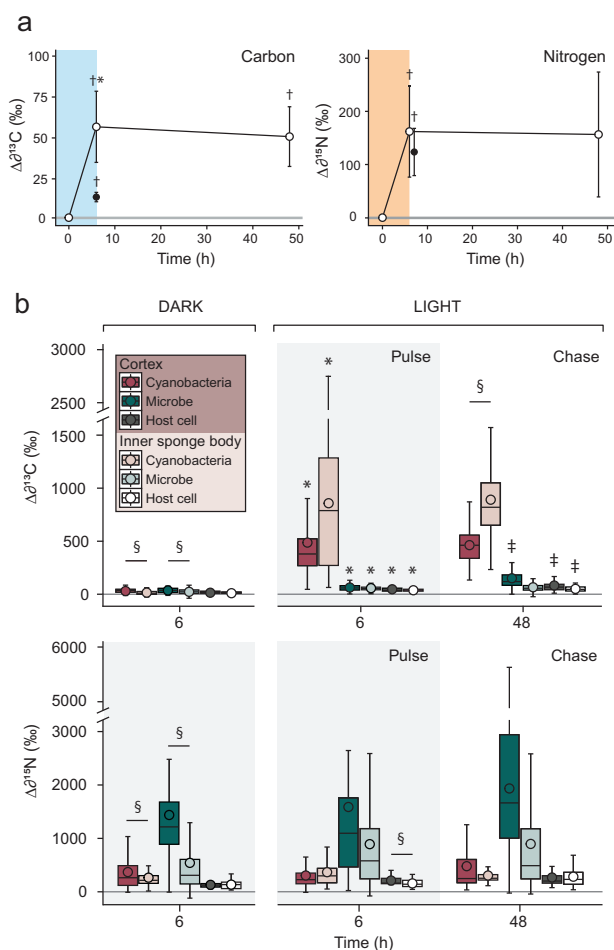 a
Carbon
Nitrogen
Δ∂¹³C (‰)
100
75
50
25
0
†*
†
†
0 10 20 30 40 50
Time (h)
Δ∂¹⁵N (‰)
300
200
100
0
†
†
0 10 20 30 40 50
Time (h)
b
DARK
LIGHT
Δ∂¹³C (‰)
3000
2500
1500
1000
500
0
Cortex
Cyanobacteria
Microbe
Host cell
Inner sponge body
Cyanobacteria
Microbe
Host cell
§ §
6
Pulse
* * * * * *
6
Chase
§
‡ ‡ ‡
48
Δ∂¹⁵N (‰)
6000
5000
3000
2000
1000
0
§
§
6
Pulse
§
6
Chase
48
Time (h)